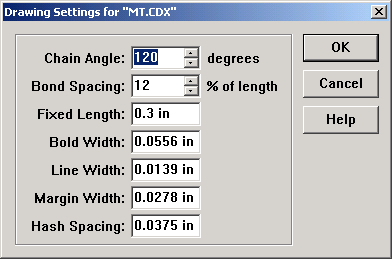 Drawing Settings for "MT.CDX"
Chain Angle: 120 degrees
OK
Bond Spacing: 12 % of length
Cancel
Fixed Length: 0.3 in
Help
Bold Width: 0.0556 in
Line Width: 0.0139 in
Margin Width: 0.0278 in
Hash Spacing: 0.0375 in